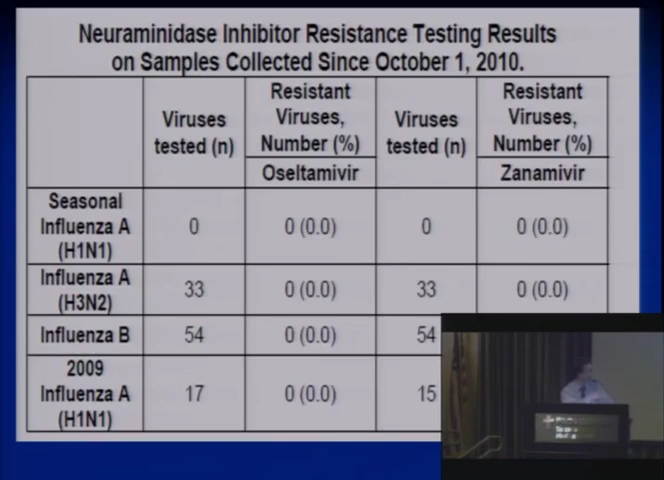 Neuraminidase Inhibitor Resistance Testing Results
on Samples Collected Since October 1, 2010.
Viruses tested (n) | Resistant Viruses, Number (%) Oseltamivir | Viruses tested (n) | Resistant Viruses, Number (%) Zanamivir
Seasonal Influenza A (H1N1) | 0 | 0 (0.0) | 0 | 0 (0.0)
Influenza A (H3N2) | 33 | 0 (0.0) | 33 | 0 (0.0)
Influenza B | 54 | 0 (0.0) | 54
2009 Influenza A (H1N1) | 17 | 0 (0.0) | 15